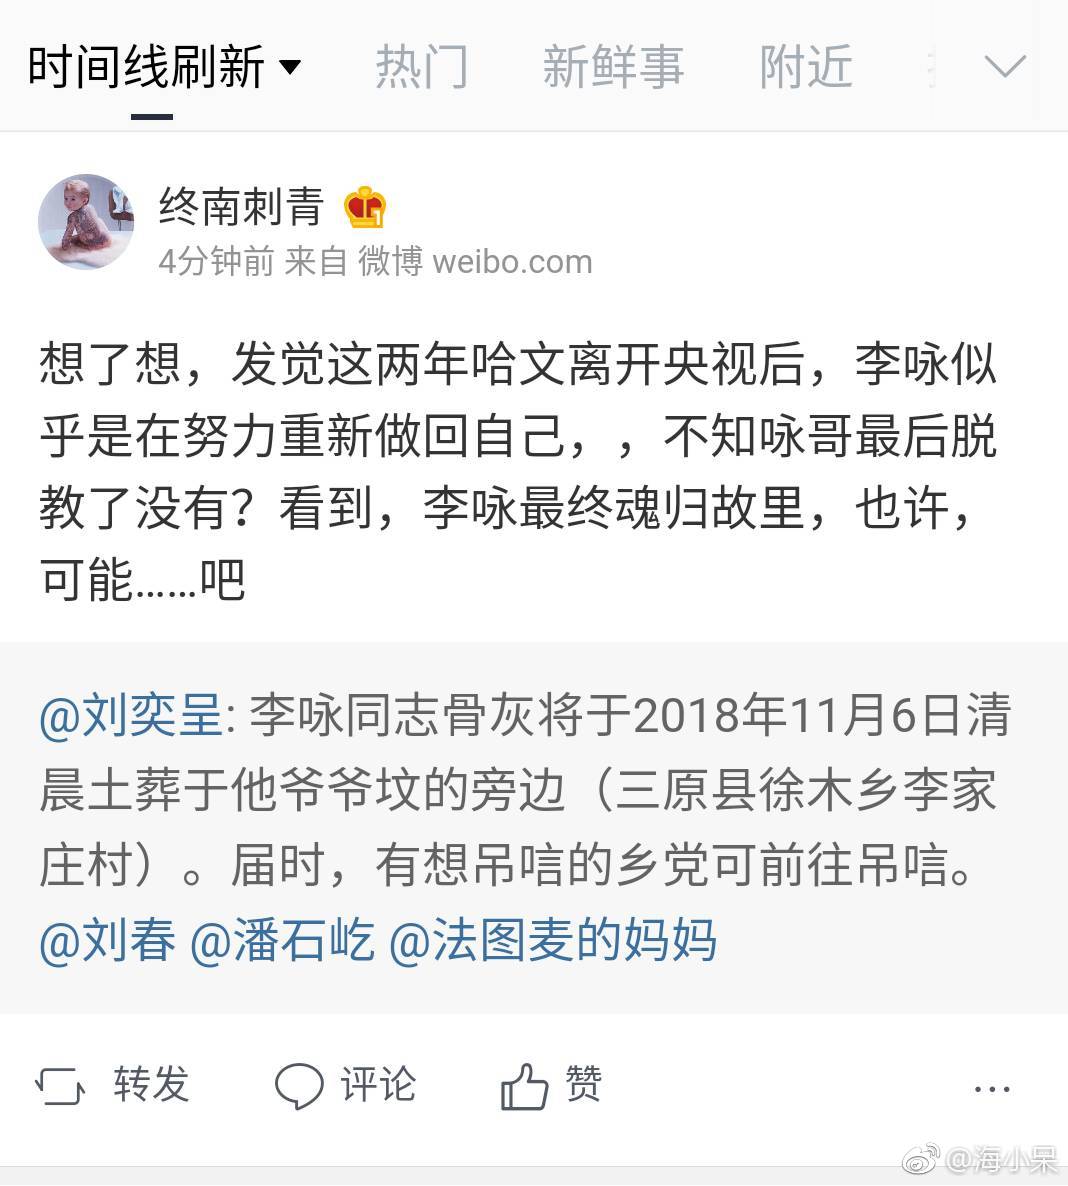 时间线刷新 热门 新鲜事 附近
终南刺青
4分钟前 来自 微博 weibo.com
想了想，发觉这两年哈文离开央视后，李咏似
乎是在努力重新做回自己，，不知咏哥最后脱
教了没有？看到，李咏最终魂归故里，也许，
可能……吧
@刘奕呈: 李咏同志骨灰将于2018年11月6日清
晨土葬于他爷爷坟的旁边（三原县徐木乡李家
庄村）。届时，有想吊唁的乡党可前往吊唁。
@刘春 @潘石屹 @法图麦的妈妈
转发 评论 赞
@海小呆